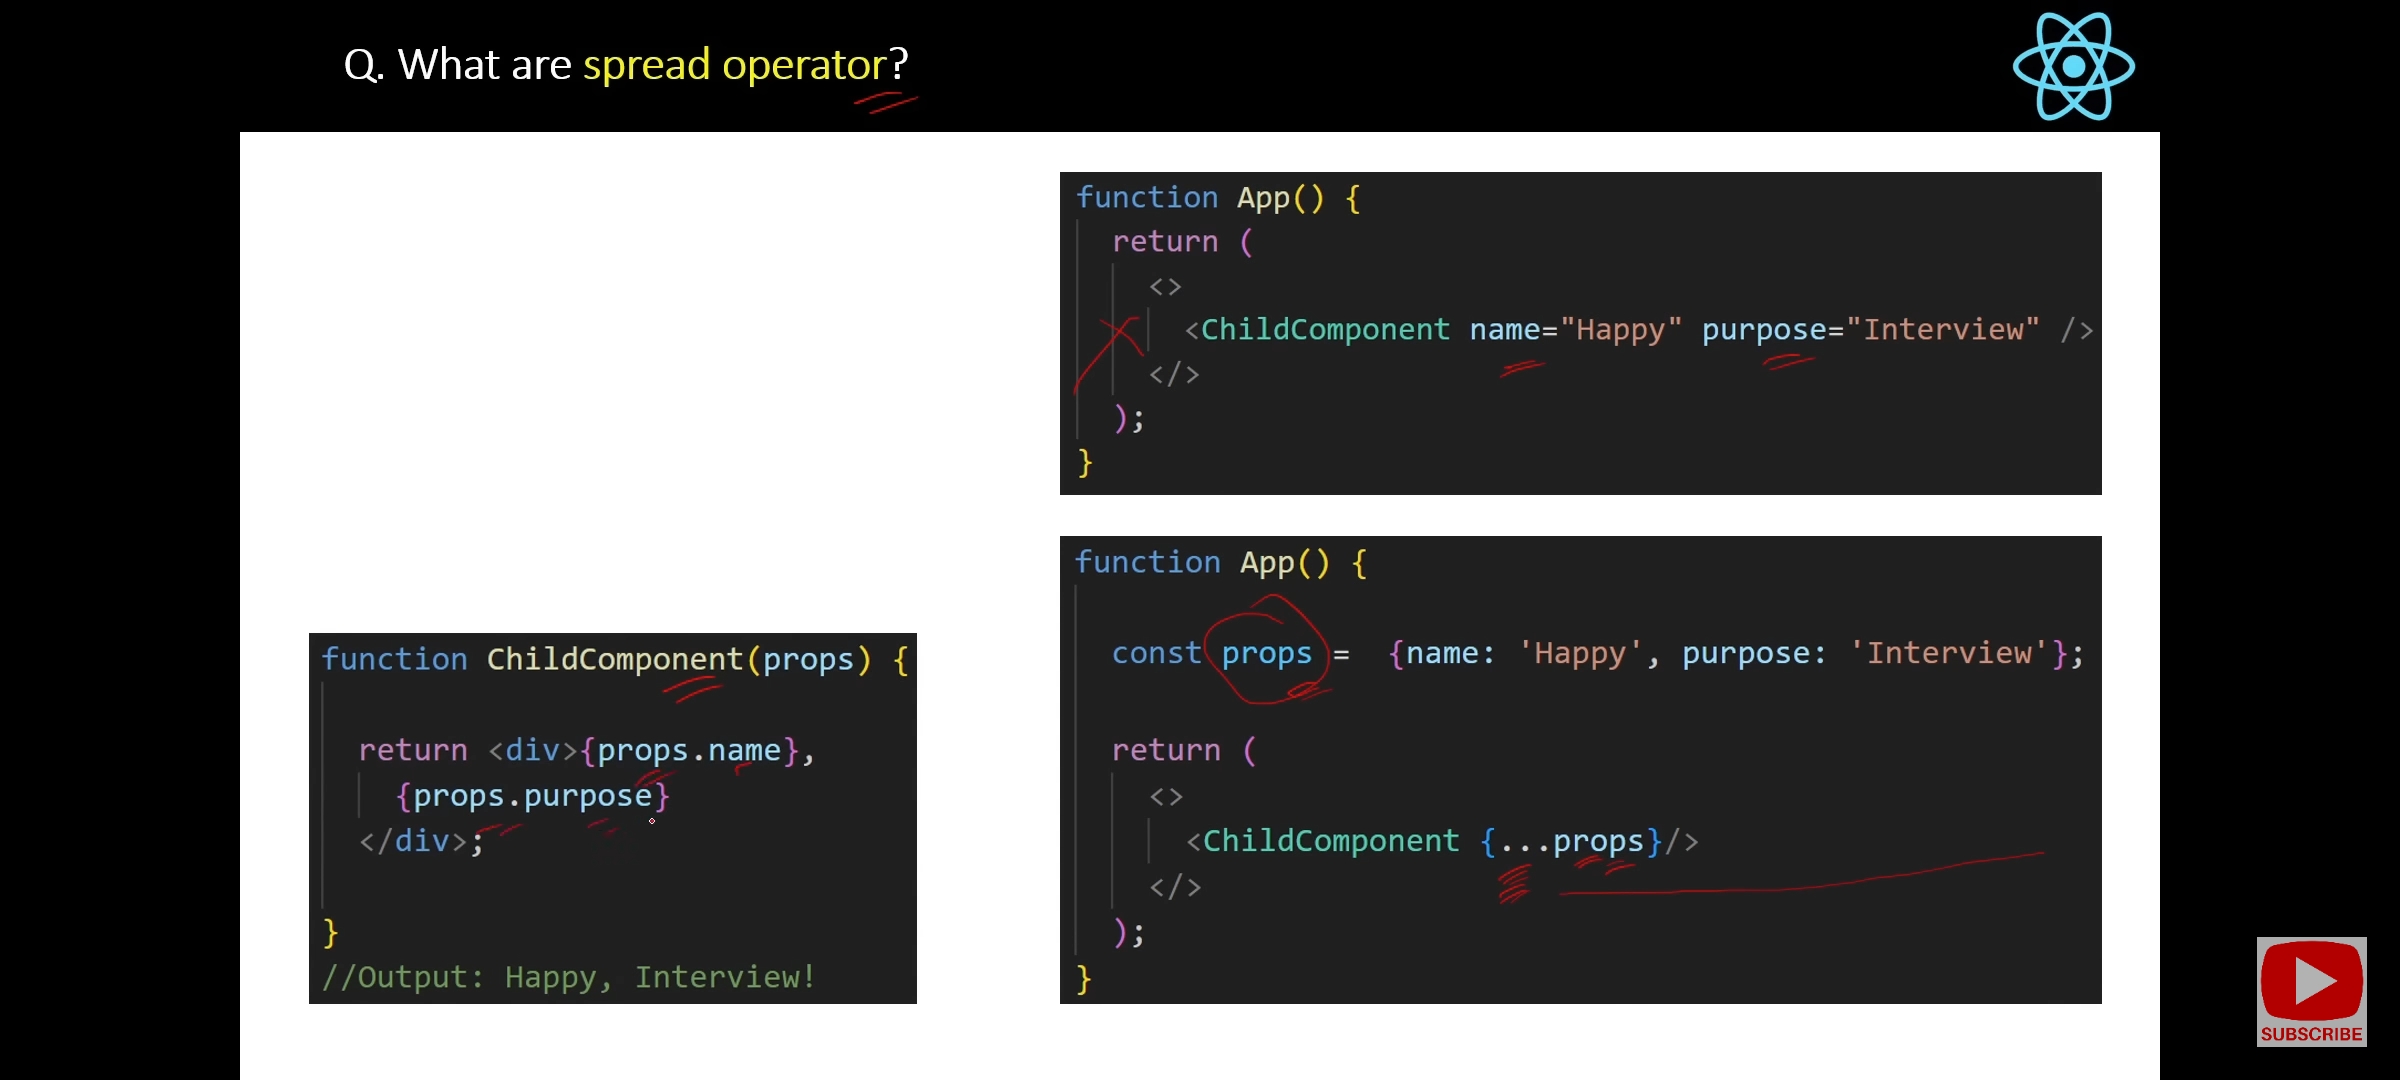 Q. What are spread operator?
function App() {
return (
<>
<ChildComponent name="Happy" purpose="Interview" />
</>
);
}
function ChildComponent(props) {
return <div>{props.name},
{props.purpose}
</div>;
}
//Output: Happy, Interview!
function App() {
const props = {name: 'Happy', purpose: 'Interview'};
return (
<>
<ChildComponent {...props}/>
</>
);
}
SUBSCRIBE